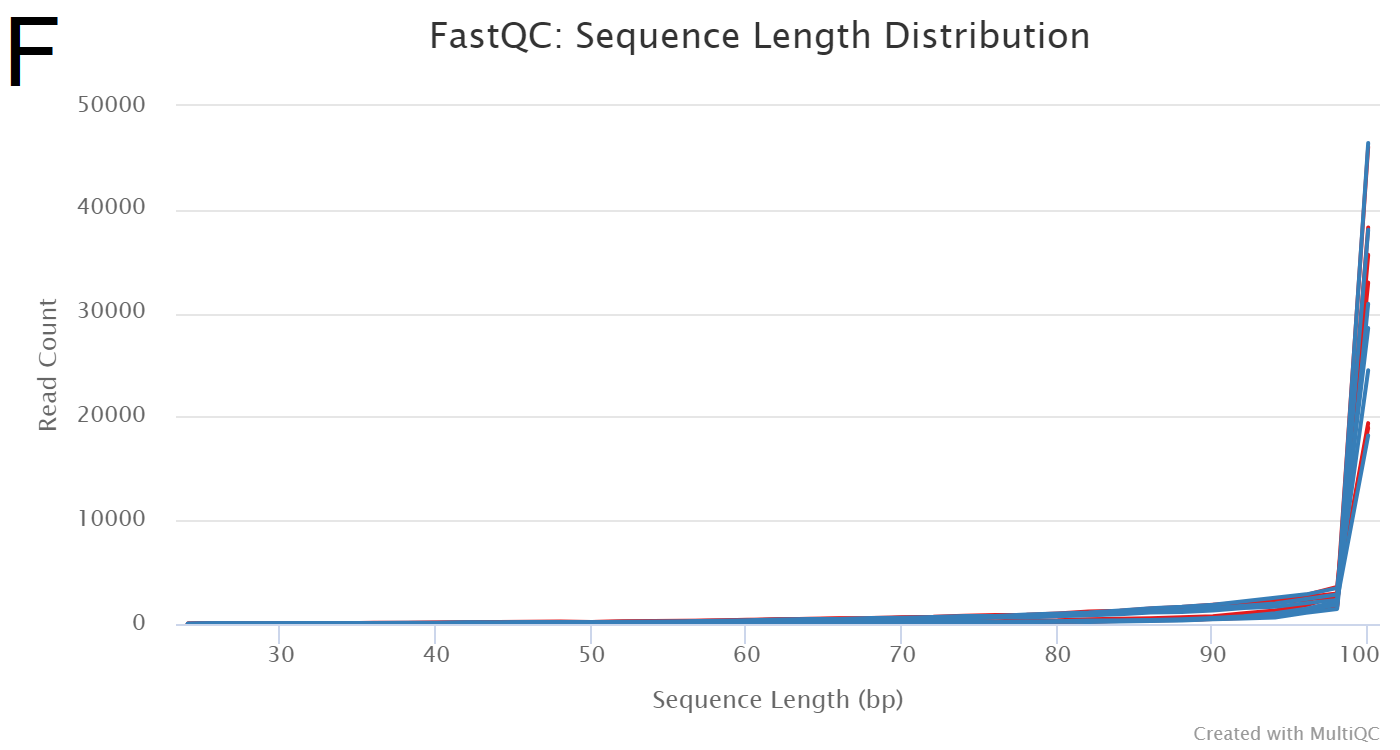 F
FastQC: Sequence Length Distribution
50000
40000
30000
20000
10000
0
Read Count
30 40 50 60 70 80 90 100
Sequence Length (bp)
Created with MultiQC